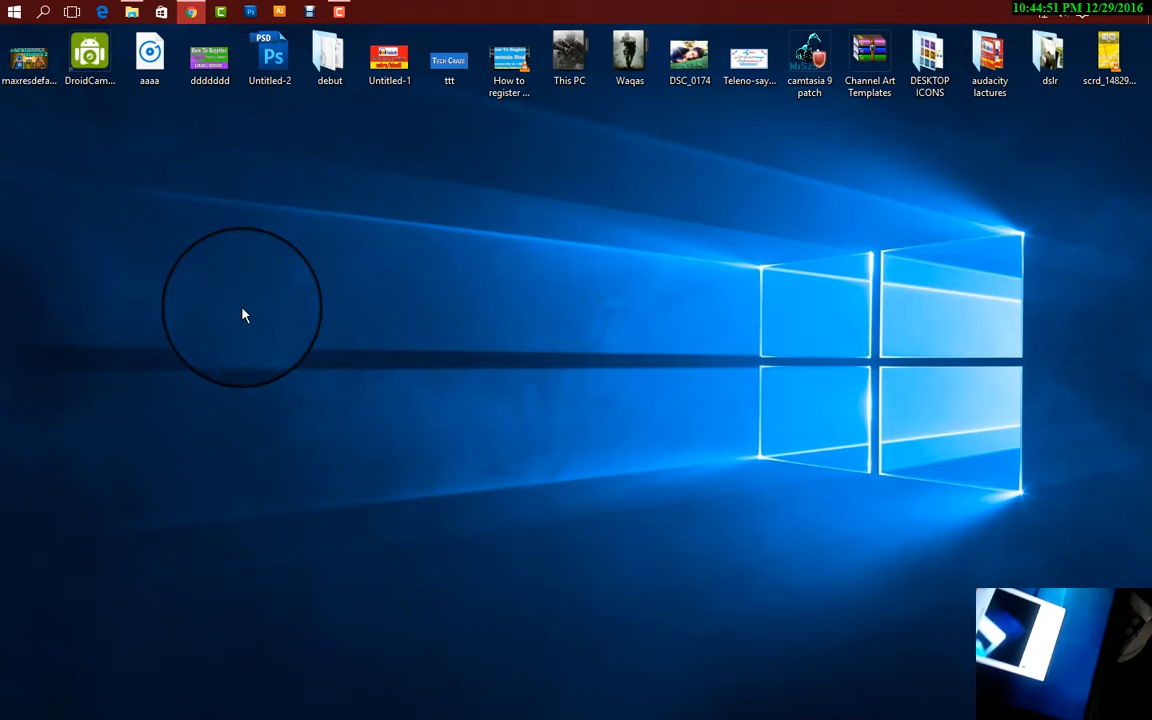 10:44:51 PM 12/29/2016
PSD
Ps
TECH CRAZE
maxresdefa...
DroidCam...
aaaa
ddddddd
Untitled-2
debut
Untitled-1
ttt
How to
register ...
This PC
Waqas
DSC_0174
Teleno-say...
camtasia 9
patch
Channel Art
Templates
DESKTOP
ICONS
audacity
lactures
dslr
scrd_14829...